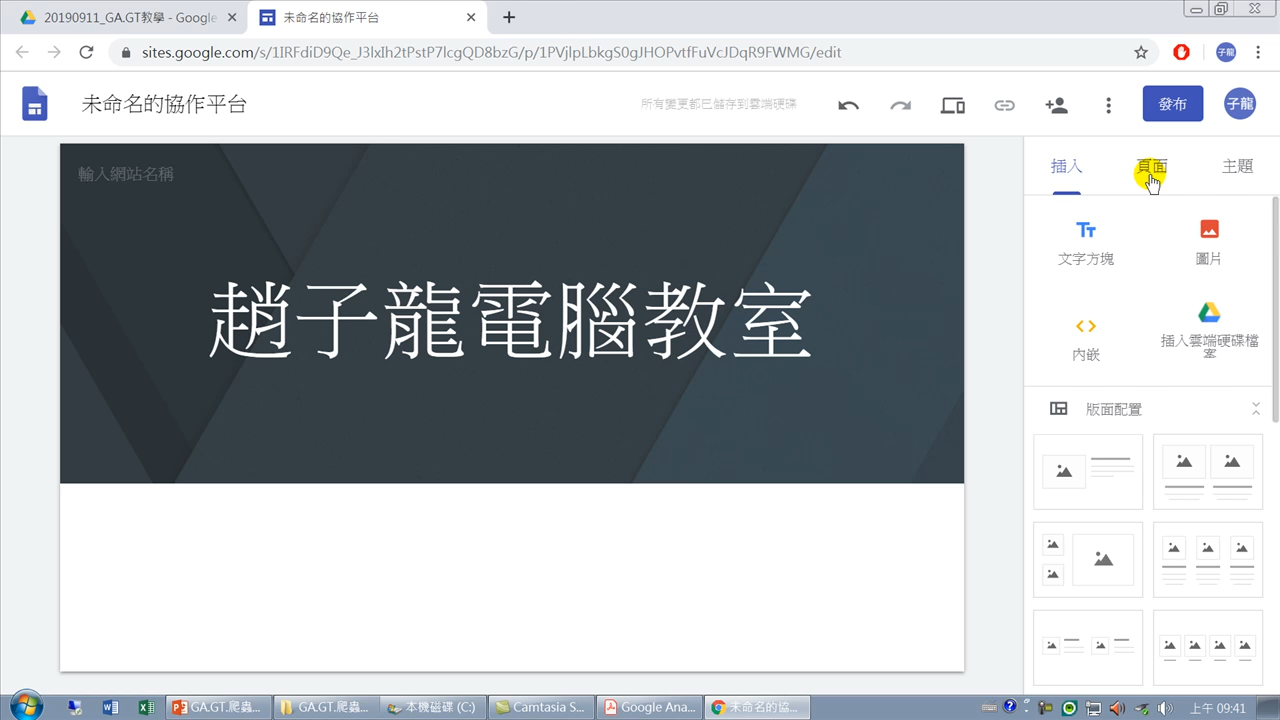 20190911_GA.GT教學 - Google
未命名的協作平台
sites.google.com/s/1IRFdiD9Qe_J3lxIh2tPstP7lcgQD8bzG/p/1PVjlpLbkgS0gJHOPvtfFuVcJDqR9FWMG/edit
子龍
未命名的協作平台
所有變更都已儲存到雲端硬碟
發布
子龍
輸入網站名稱
趙子龍電腦教室
插入
頁面
主題
Tт
文字方塊
圖片
內嵌
插入雲端硬碟檔
案
版面配置
GA.GT.爬蟲...
GA.GT.爬蟲...
本機磁碟 (C:)
Camtasia S...
Google Ana...
未命名的協...
上午 09:41